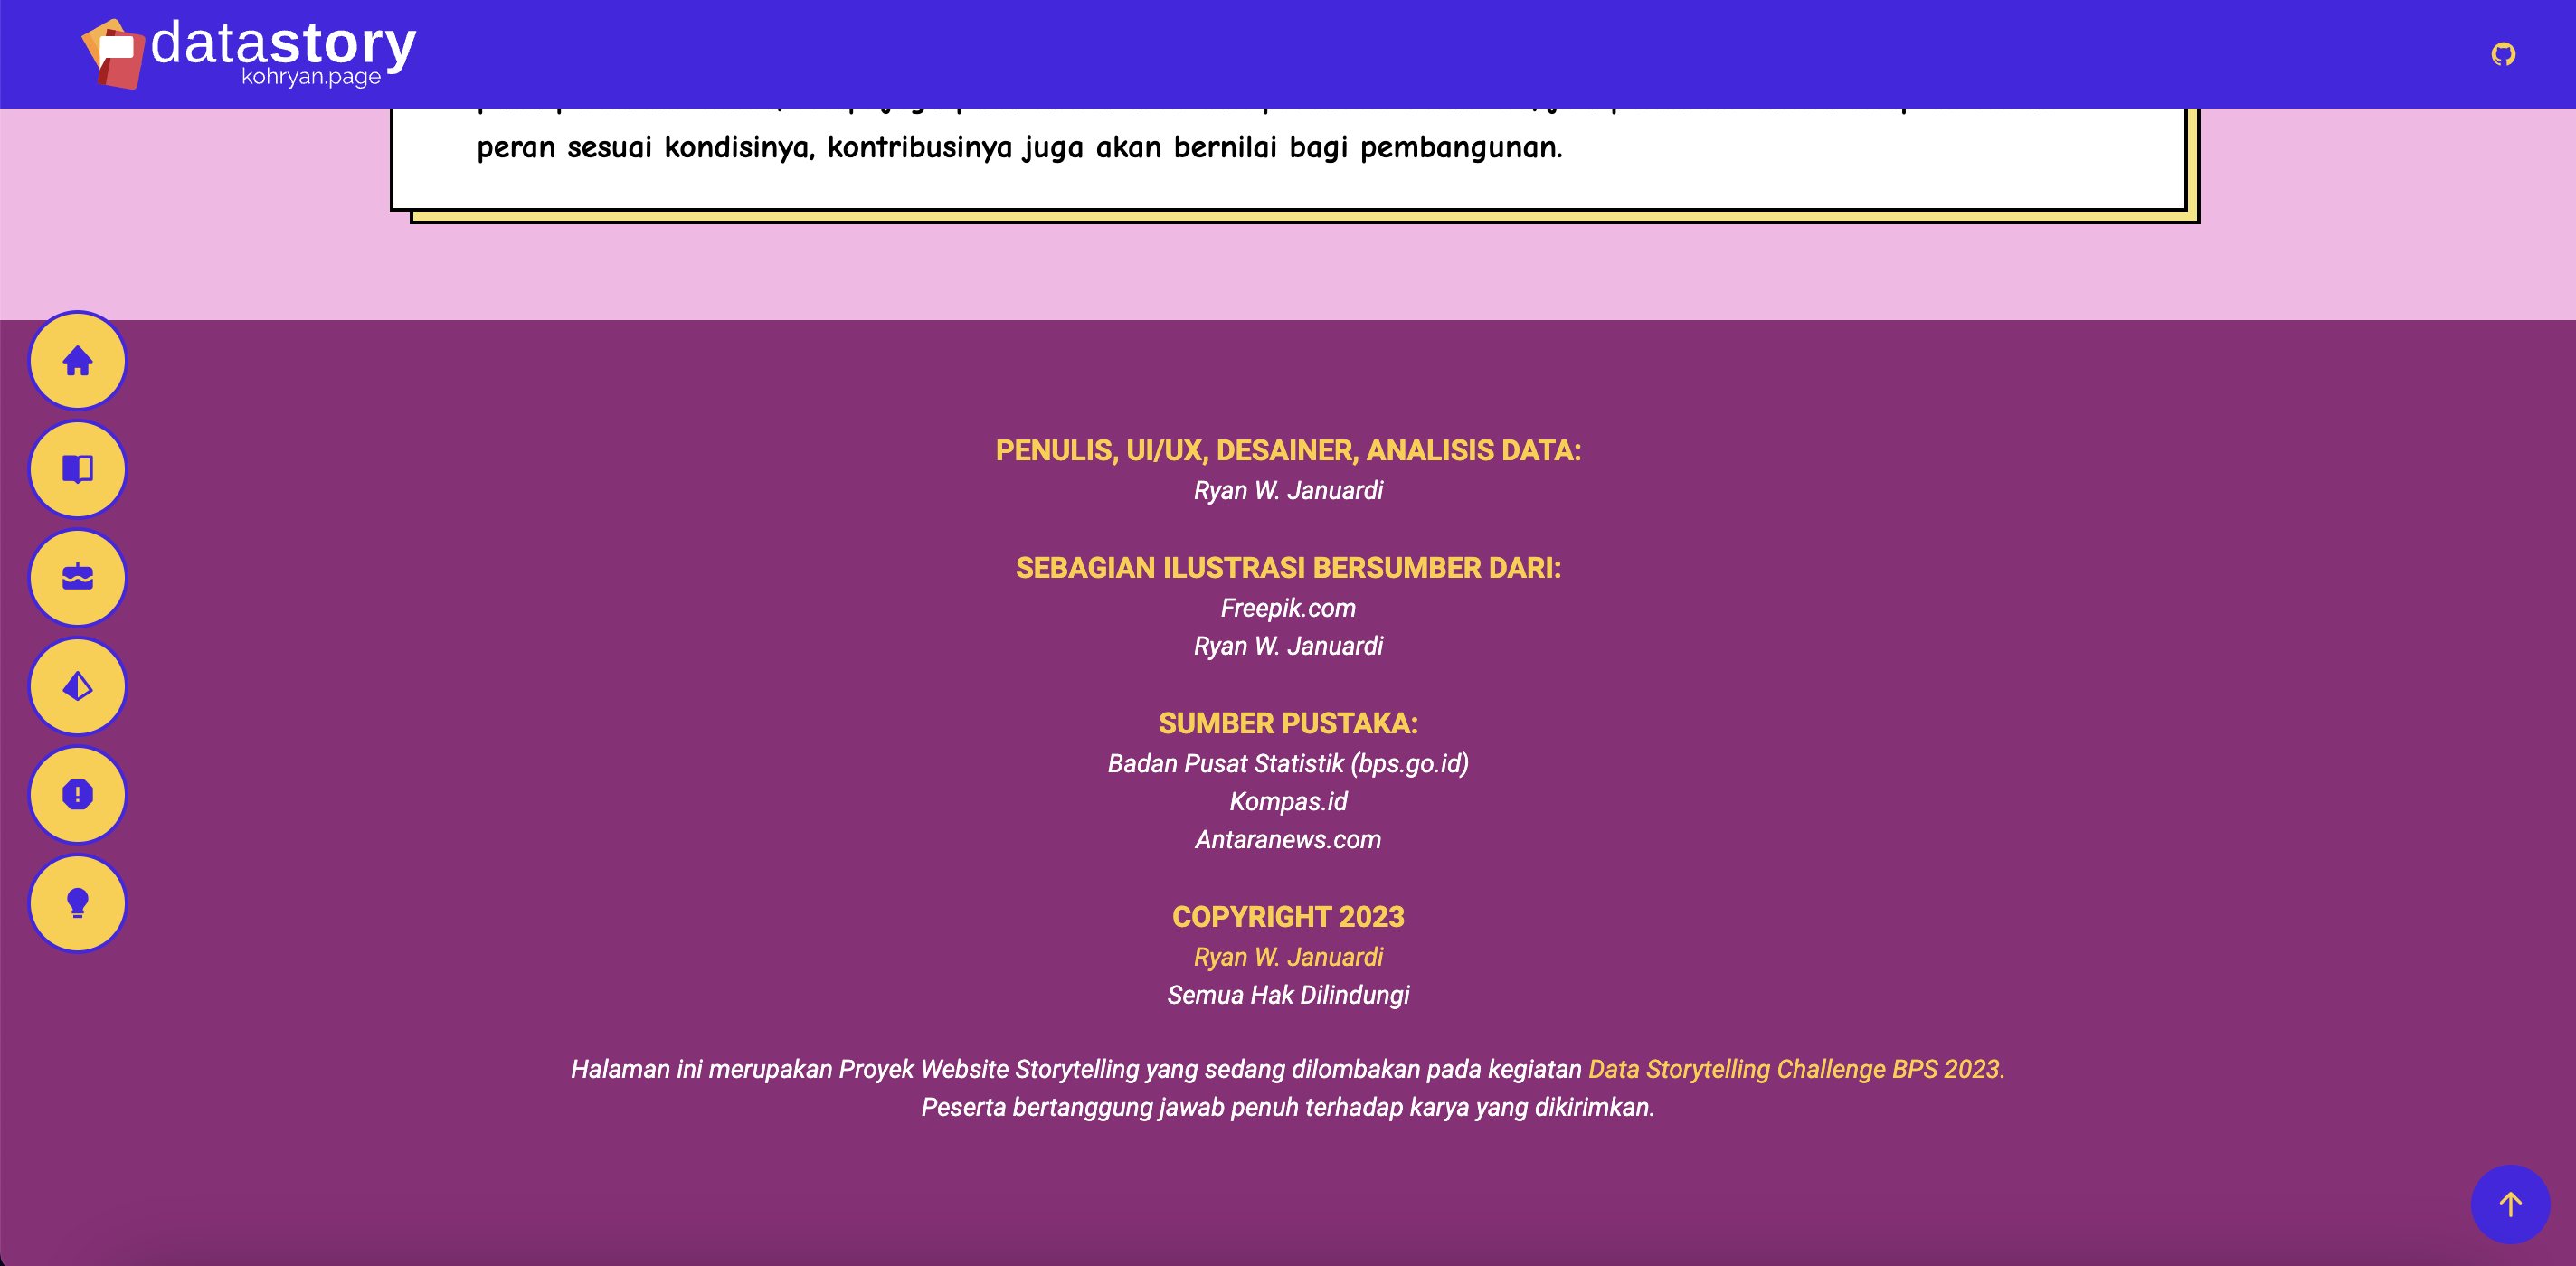 datastory
kohryan.page
peran sesuai kondisinya, kontribusinya juga akan bernilai bagi pembangunan.
PENULIS, UI/UX, DESAINER, ANALISIS DATA:
Ryan W. Januardi
SEBAGIAN ILUSTRASI BERSUMBER DARI:
Freepik.com
Ryan W. Januardi
SUMBER PUSTAKA:
Badan Pusat Statistik (bps.go.id)
Kompas.id
Antaranews.com
COPYRIGHT 2023
Ryan W. Januardi
Semua Hak Dilindungi
Halaman ini merupakan Proyek Website Storytelling yang sedang dilombakan pada kegiatan Data Storytelling Challenge BPS 2023.
Peserta bertanggung jawab penuh terhadap karya yang dikirimkan.